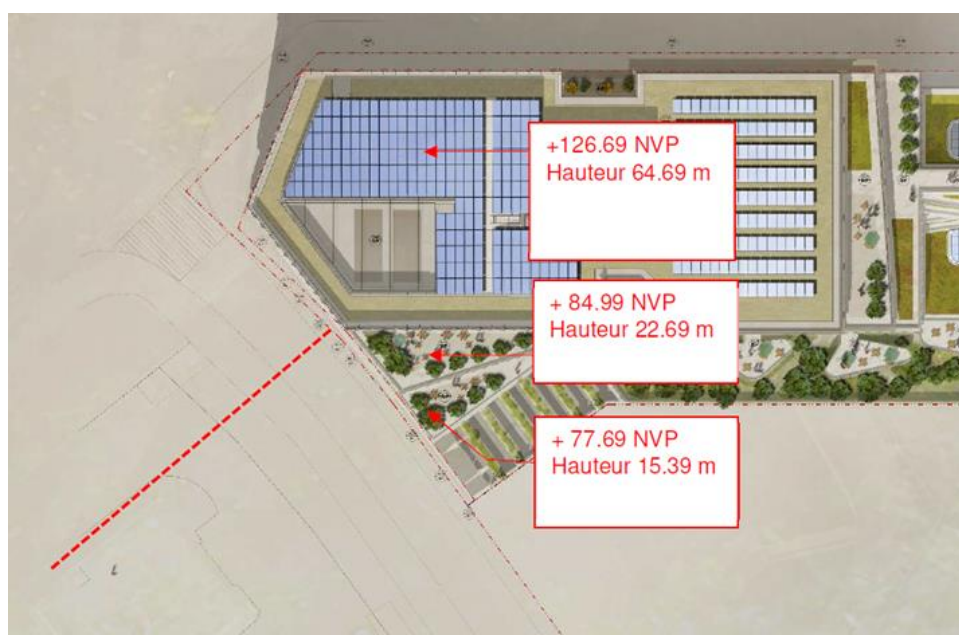 +126.69 NVP
Hauteur 64.69 m
+ 84.99 NVP
Hauteur 22.69 m
+ 77.69 NVP
Hauteur 15.39 m